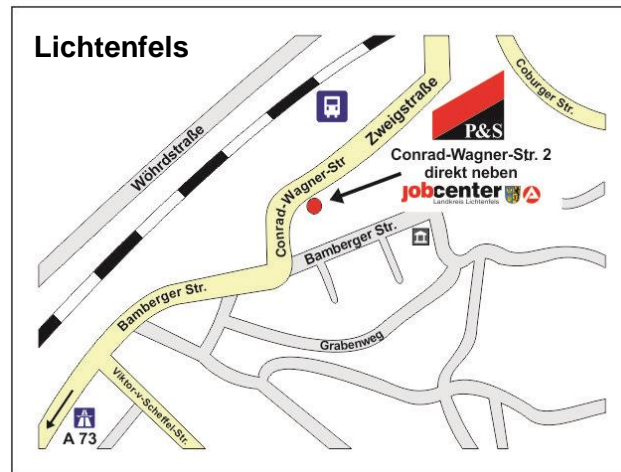 Lichtenfels
Coburger Str.
Zweigstraße
P&S
Wöhrdstraße
Conrad-Wagner-Str. 2
direkt neben
jobcenter
Landkreis Lichtenfels
Conrad-Wagner-Str
Bamberger Str.
Bamberger Str.
Grabenweg
Viktor-v-Scheffel-Str.
A 73